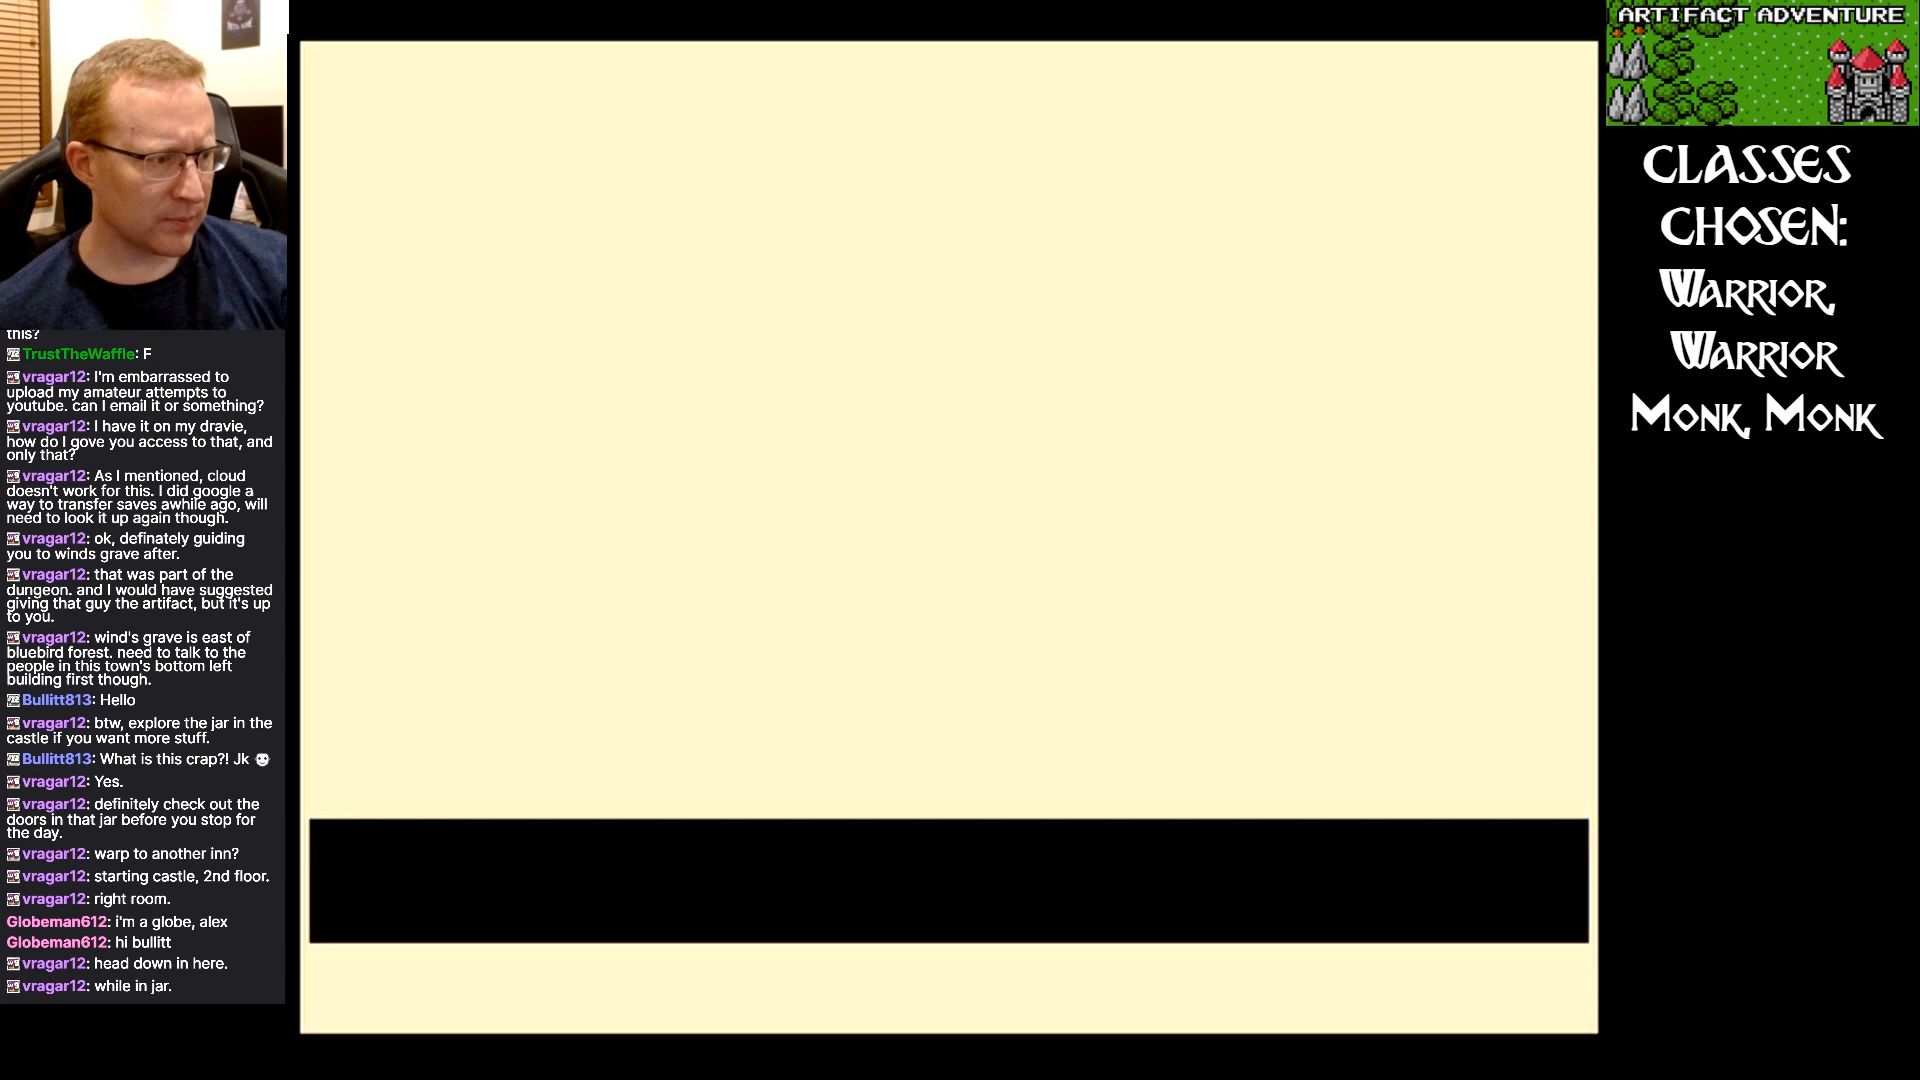 this?
TrustTheWaffle: F
vragar12: I'm embarrassed to
upload my amateur attempts to
youtube. can I email it or something?
vragar12: I have it on my dravie,
how do I gove you access to that, and
only that?
vragar12: As I mentioned, cloud
doesn't work for this. I did google a
way to transfer saves awhile ago, will
need to look it up again though.
vragar12: ok, definately guiding
you to winds grave after.
vragar12: that was part of the
dungeon. and I would have suggested
giving that guy the artifact, but it's up
to you.
vragar12: wind's grave is east of
bluebird forest. need to talk to the
people in this town's bottom left
building first though.
Bullitt813: Hello
vragar12: btw, explore the jar in the
castle if you want more stuff.
Bullitt813: What is this crap?! Jk
vragar12: Yes.
vragar12: definitely check out the
doors in that jar before you stop for
the day.
vragar12: warp to another inn?
vragar12: starting castle, 2nd floor.
vragar12: right room.
Globeman612: i'm a globe, alex
Globeman612: hi bullitt
vragar12: head down in here.
vragar12: while in jar.
ARTIFACT ADVENTURE
CLASSES
CHOSEN:
WARRIOR,
WARRIOR
MONK, MONK